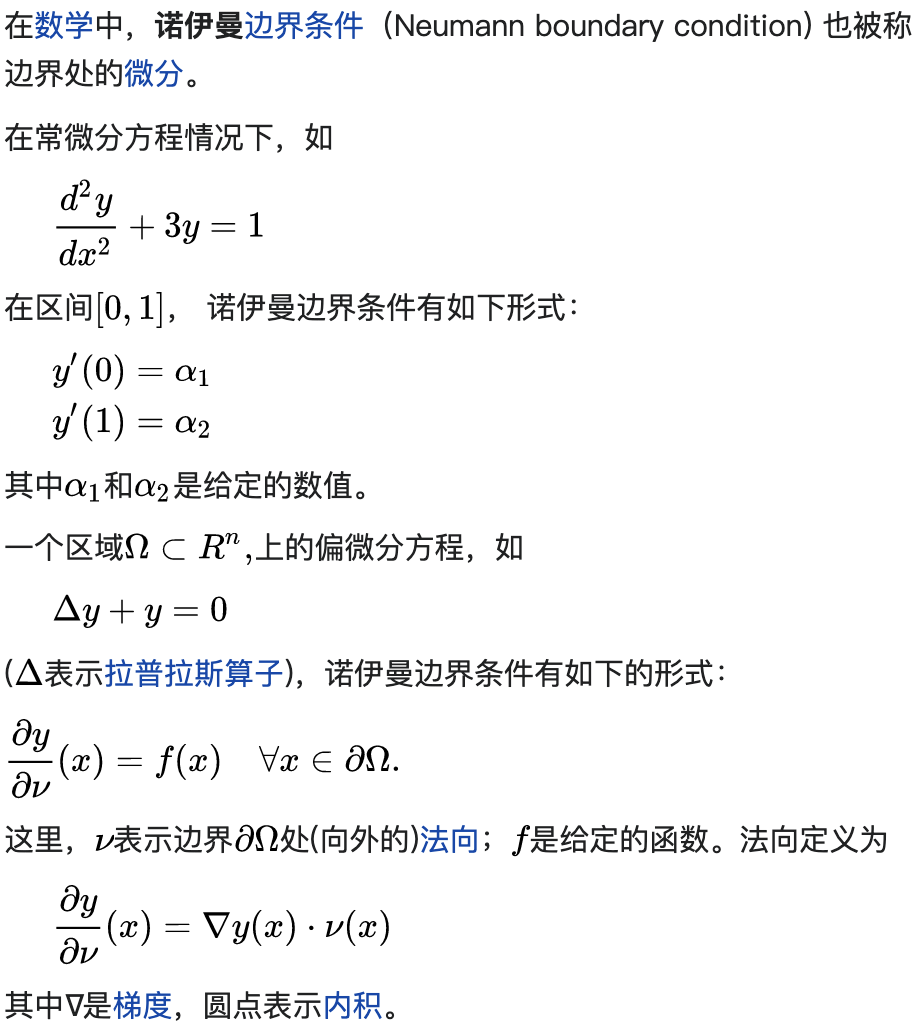 在数学中，诺伊曼边界条件（Neumann boundary condition) 也被称
边界处的微分。
在常微分方程情况下，如
$\frac{d^2y}{dx^2} + 3y = 1$
在区间$[0, 1]$， 诺伊曼边界条件有如下形式：
$y'(0) = \alpha_1$
$y'(1) = \alpha_2$
其中$\alpha_1$和$\alpha_2$是给定的数值。
一个区域$\Omega \subset R^n$,上的偏微分方程，如
$\Delta y + y = 0$
($\Delta$表示拉普拉斯算子)，诺伊曼边界条件有如下的形式：
$\frac{\partial y}{\partial \nu}(x) = f(x) \quad \forall x \in \partial\Omega.$
这里，$\nu$表示边界$\partial\Omega$处(向外的)法向；$f$是给定的函数。法向定义为
$\frac{\partial y}{\partial \nu}(x) = \nabla y(x) \cdot \nu(x)$
其中∇是梯度，圆点表示内积。